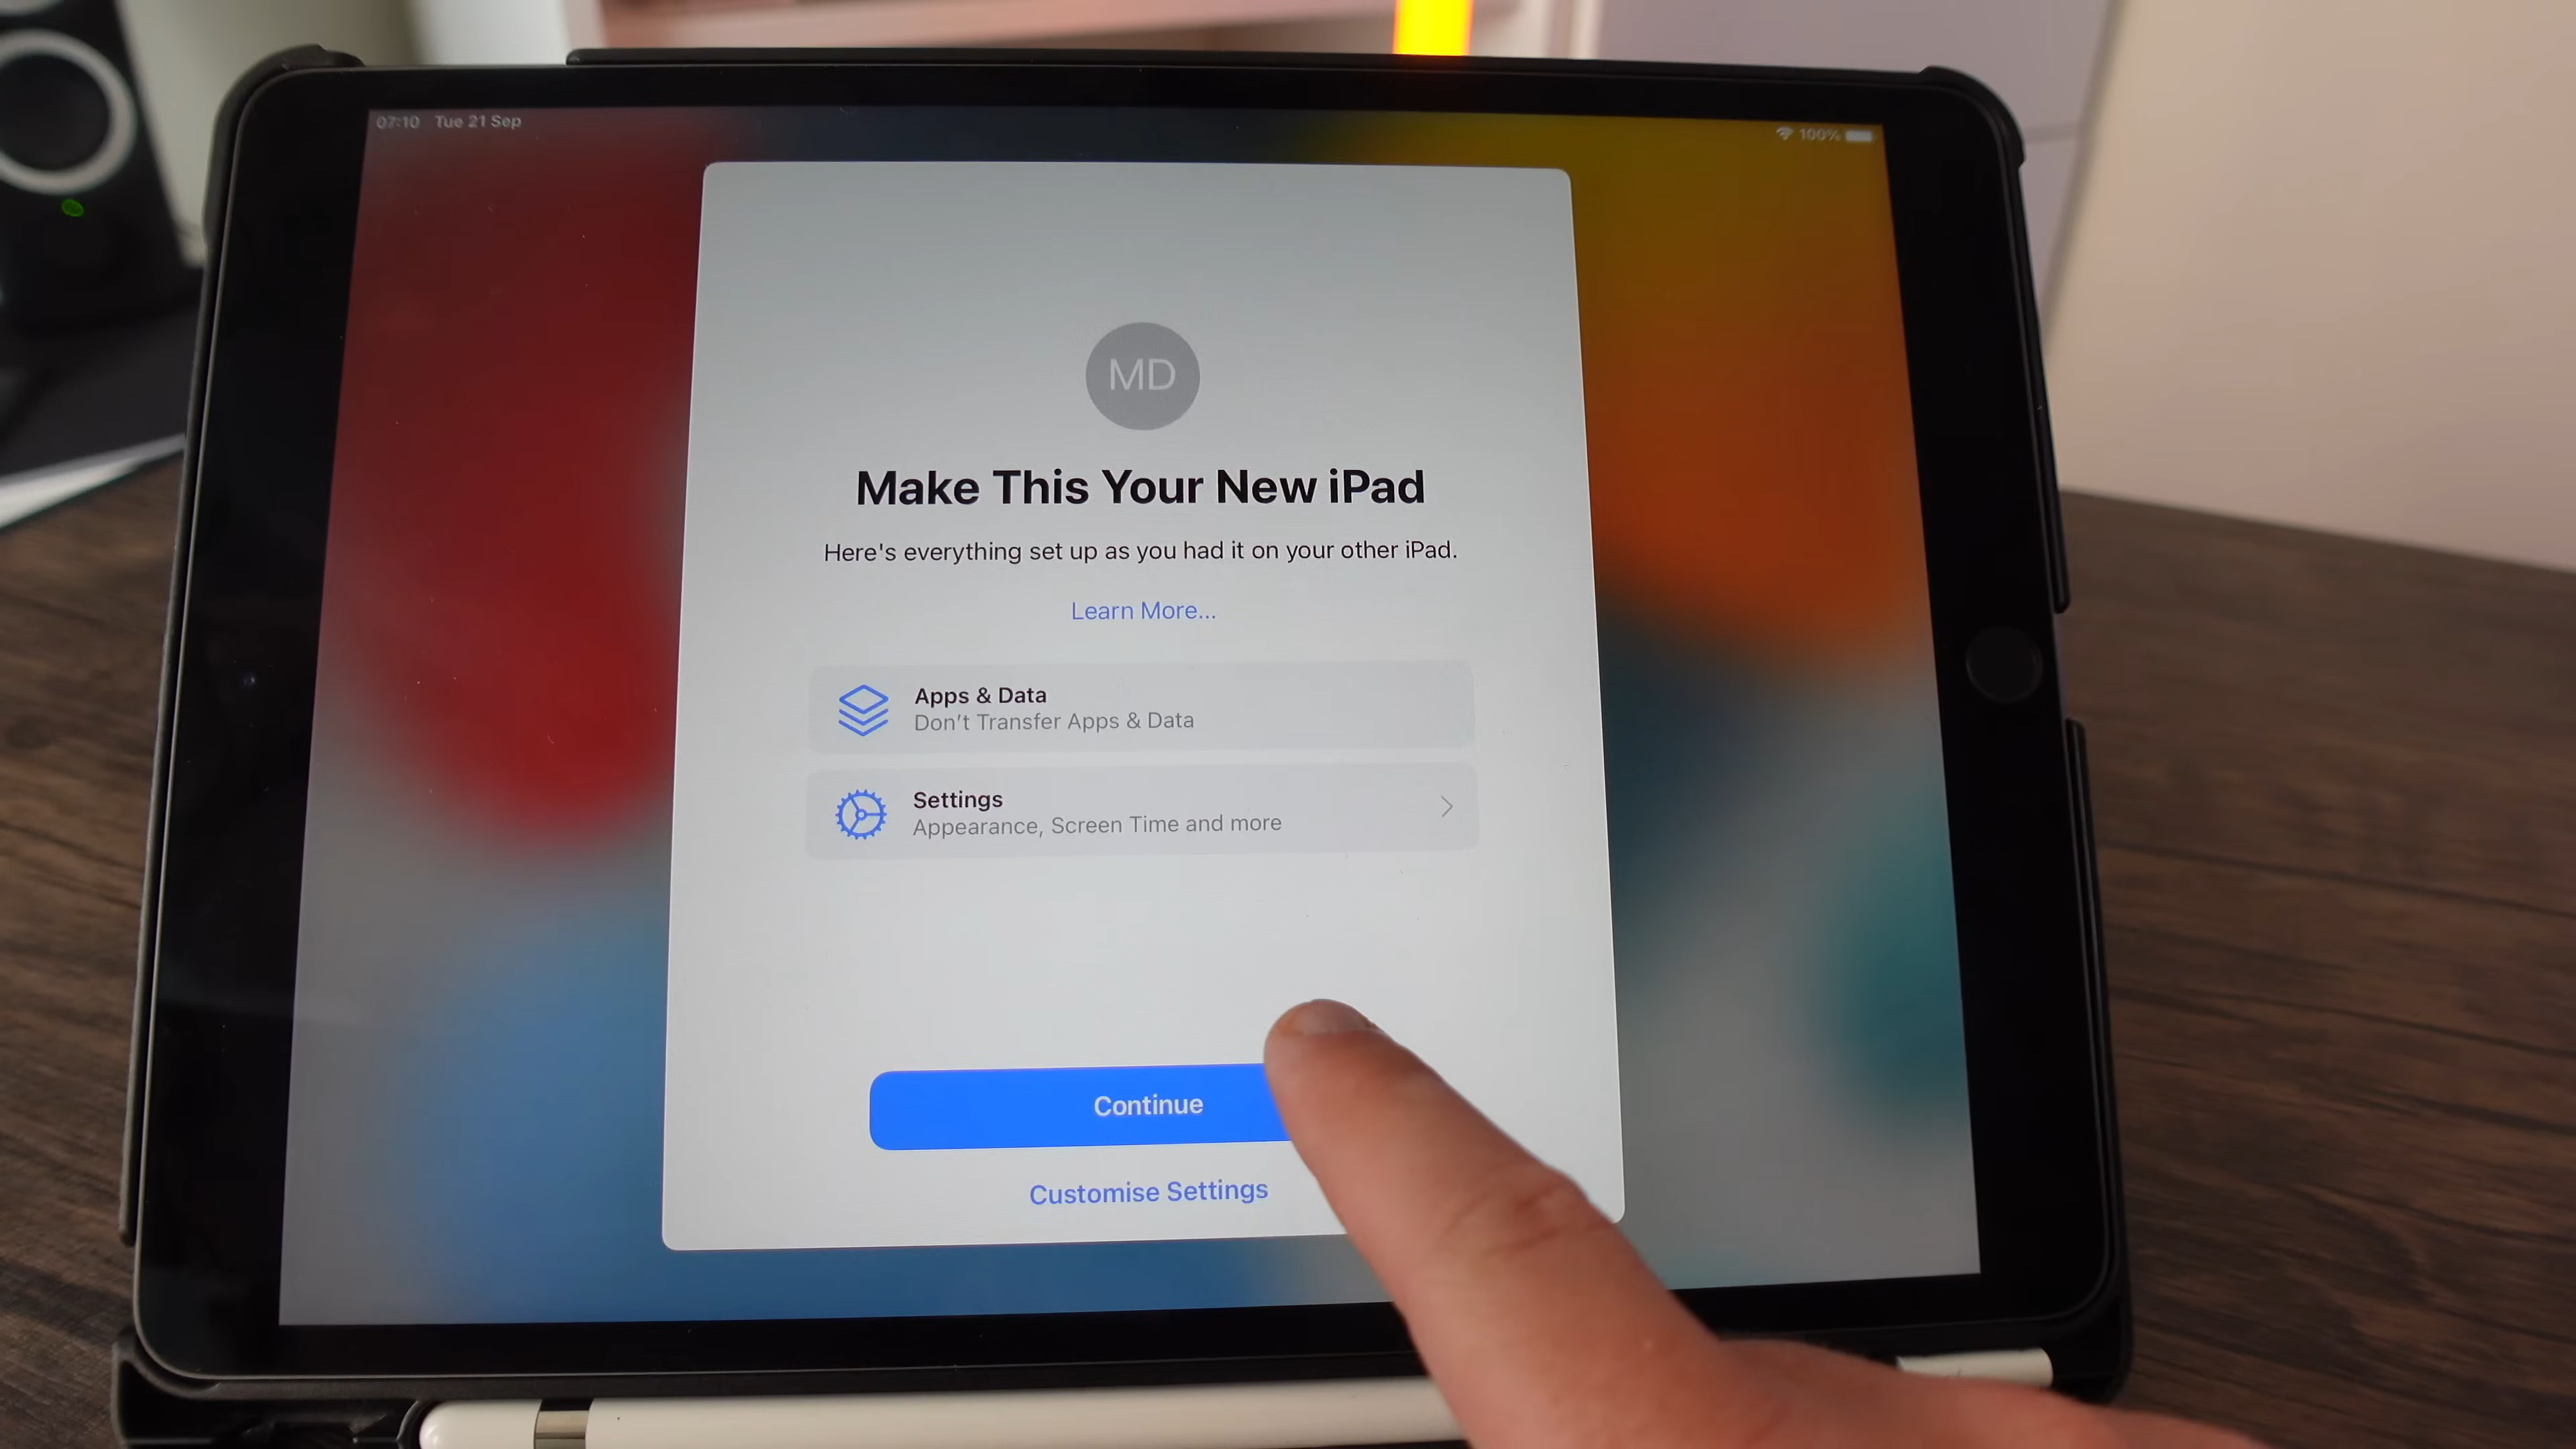 07:10 Tue 21 Sep
100%
MD
Make This Your New iPad
Here's everything set up as you had it on your other iPad.
Learn More...
Apps & Data
Don't Transfer Apps & Data
Settings
Appearance, Screen Time and more
Continue
Customise Settings